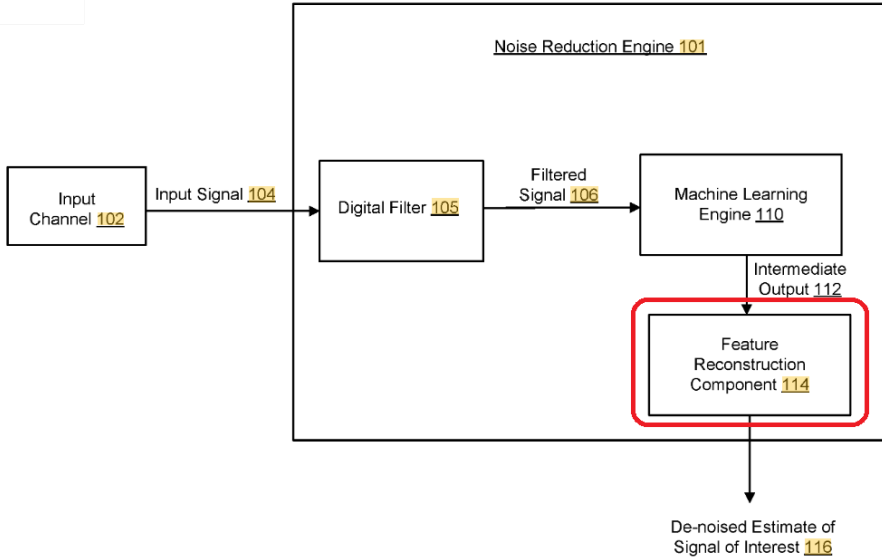 Noise Reduction Engine 101
Input
Channel 102
Input Signal 104
Digital Filter 105
Filtered
Signal 106
Machine Learning
Engine 110
Intermediate
Output 112
Feature
Reconstruction
Component 114
De-noised Estimate of
Signal of Interest 116